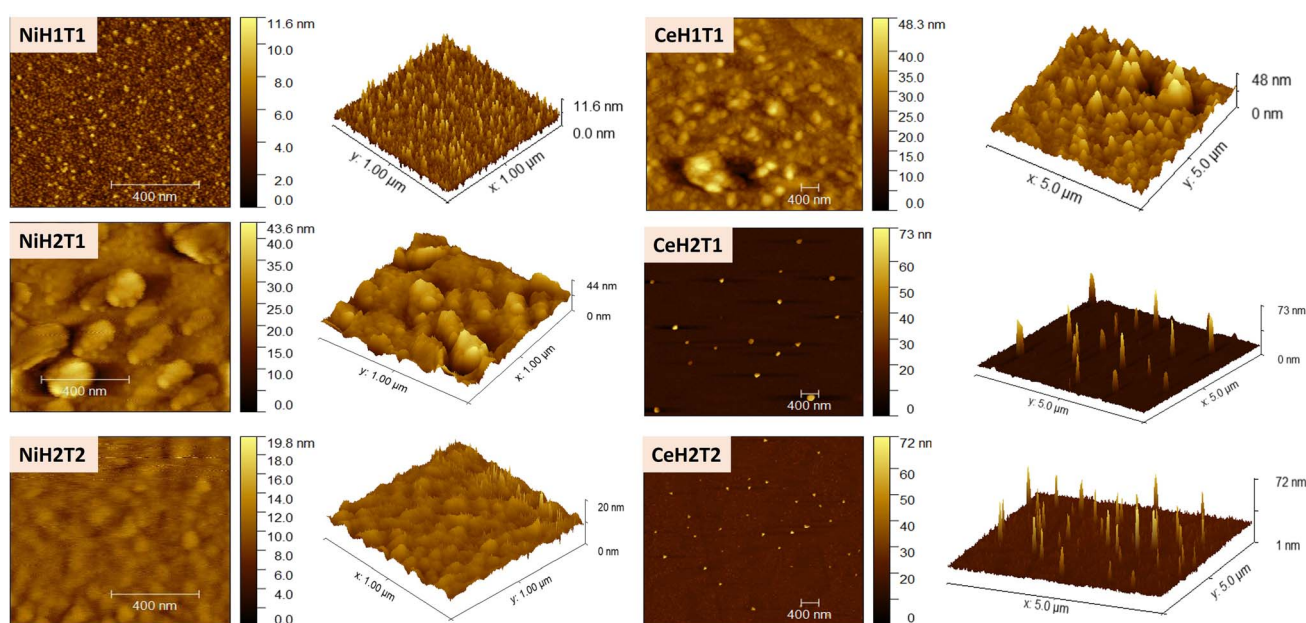 NiH1T1
11.6 nm
10.0
8.0
6.0
4.0
2.0
0.0
400 nm
11.6 nm
0.0 nm
y: 1.00 µm
x: 1.00 µm
CeH1T1
48.3 nm
40.0
35.0
30.0
25.0
20.0
15.0
10.0
0.0
400 nm
48 nm
0 nm
x: 5.0 µm
y: 5.0 µm
NiH2T1
43.6 nm
40.0
35.0
30.0
25.0
20.0
15.0
10.0
0.0
400 nm
44 nm
0 nm
y: 1.00 µm
x: 1.00 µm
CeH2T1
73 nm
60
50
40
30
20
0
400 nm
73 nm
0 nm
y: 5.0 µm
x: 5.0 µm
NiH2T2
19.8 nm
18.0
16.0
14.0
12.0
10.0
8.0
6.0
4.0
0.0
400 nm
20 nm
0 nm
x: 1.00 µm
y: 1.00 µm
CeH2T2
72 nm
60
50
40
30
20
0
400 nm
72 nm
1 nm
x: 5.0 µm
y: 5.0 µm